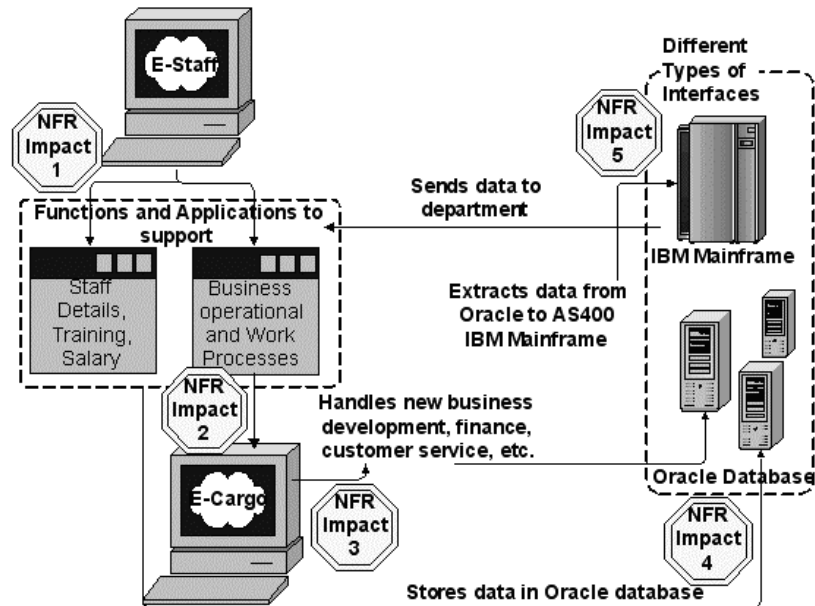 E-Staff
NFR
Impact
1
Functions and Applications to
support
Staff
Details,
Training,
Salary
Business
operational
and Work
Processes
NFR
Impact
2
E-Cargo
NFR
Impact
3
Handles new business
development, finance,
customer service, etc.
Sends data to
department
Extracts data from
Oracle to AS400
IBM Mainframe
Different
Types of
Interfaces
NFR
Impact
5
IBM Mainframe
Oracle Database
NFR
Impact
4
Stores data in Oracle database